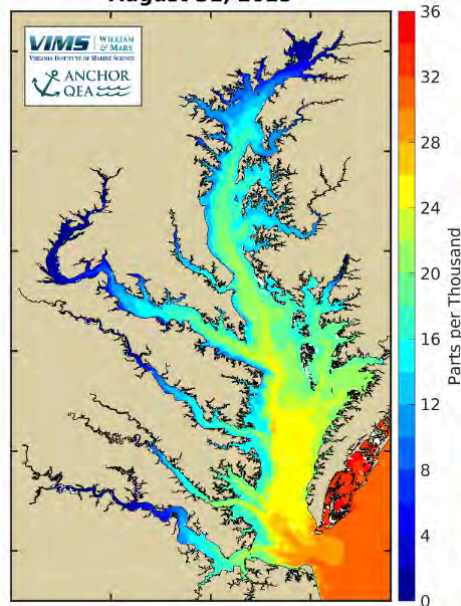 VIMS
WILLIAM
& MARY
VIRGINIA INSTITUTE OF MARINE SCIENCE
ANCHOR
QEA
36
32
28
24
20
16
12
8
4
0
Parts per Thousand